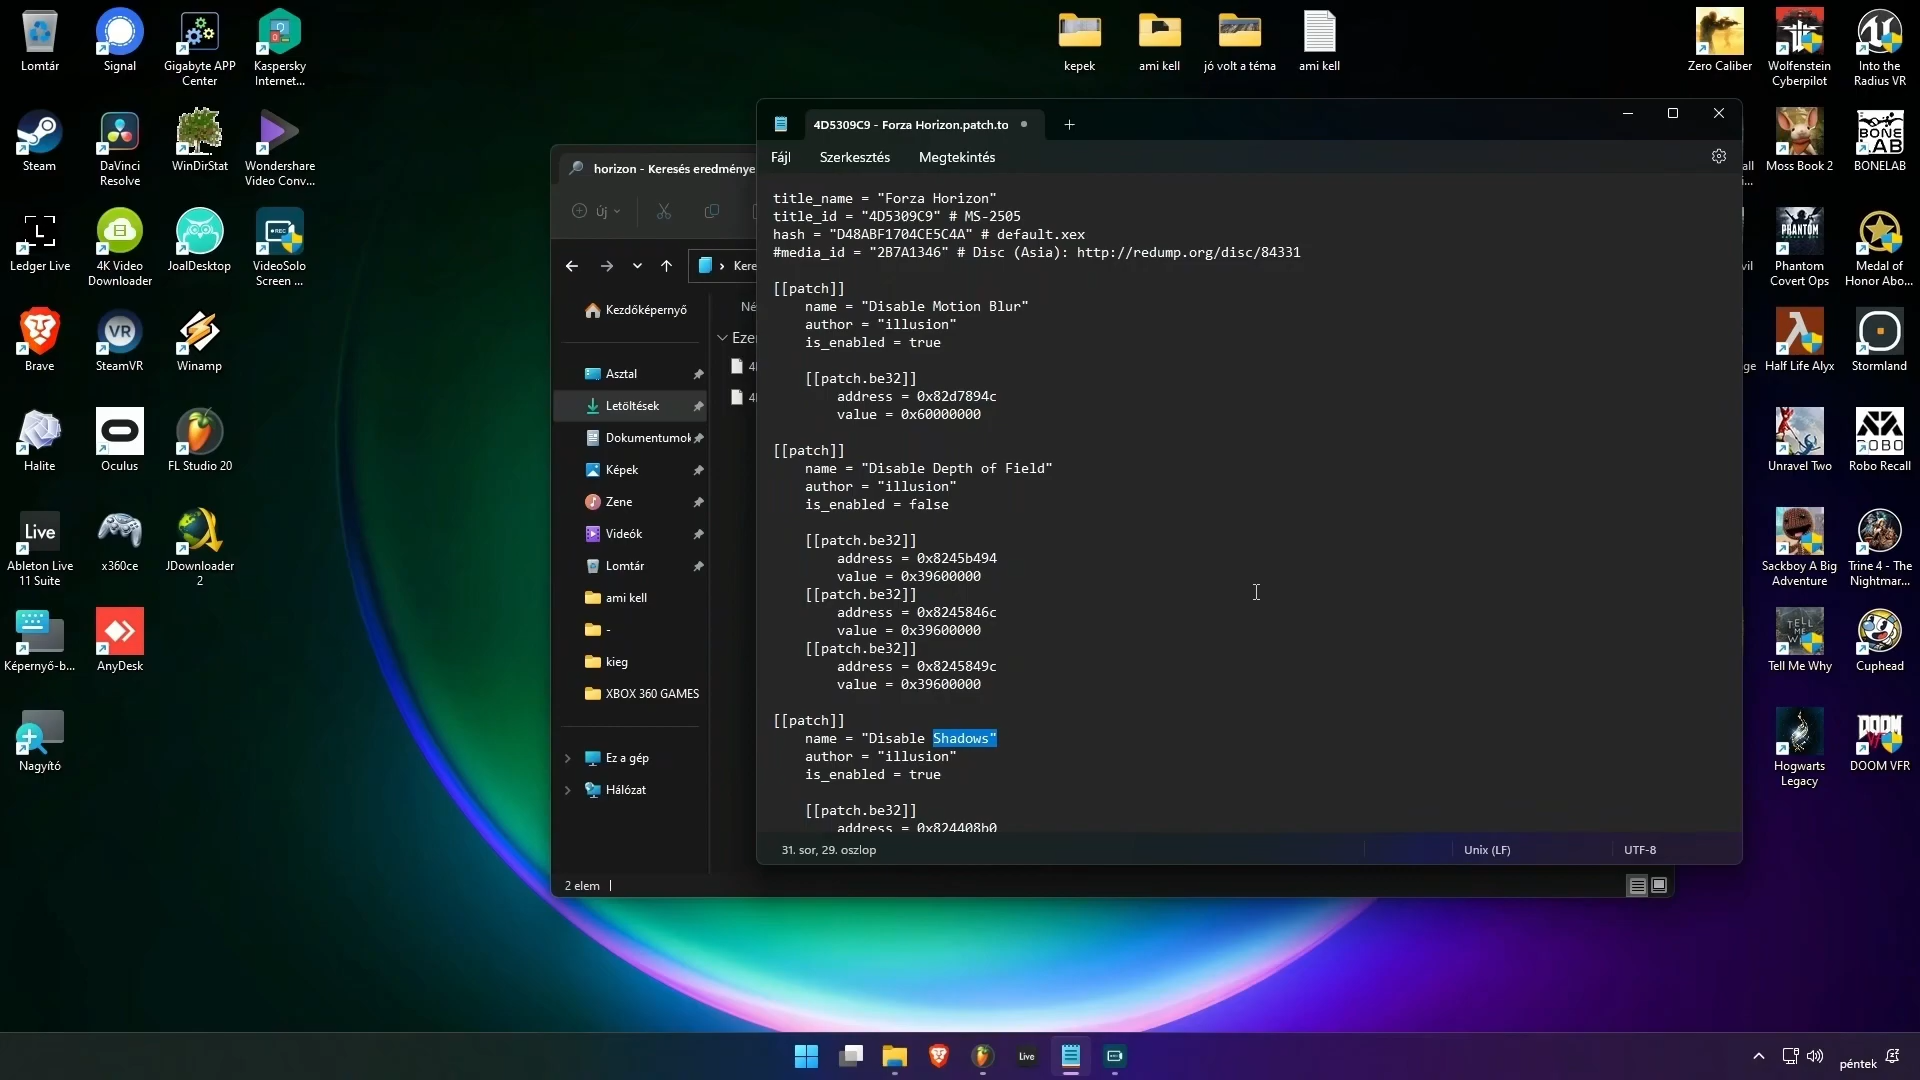 Lomtár
Signal
Gigabyte APP
Center
Kaspersky
Internet...
Steam
DaVinci
Resolve
WinDirStat
Wondershare
Video Conv...
Ledger Live
4K Video
Downloader
JoalDesktop
VideoSolo
Screen ...
Brave
SteamVR
Winamp
Halite
Oculus
FL Studio 20
Ableton Live
11 Suite
x360ce
JDownloader
2
Képernyő-b...
AnyDesk
Nagyító
kepek
ami kell
jó volt a téma
ami kell
Zero Caliber
Wolfenstein
Cyberpilot
Into the
Radius VR
Moss Book 2
BONELAB
Phantom
Covert Ops
Medal of
Honor Abo...
Half Life Alyx
Stormland
Unravel Two
Robo Recall
Sackboy A Big
Adventure
Trine 4 - The
Nightmar...
Tell Me Why
Cuphead
Hogwarts
Legacy
DOOM VFR
horizon - Keresés eredménye
Új
Kere
Kezdőképernyő
Asztal
Letöltések
Dokumentumok
Képek
Zene
Videók
Lomtár
ami kell
-
kieg
XBOX 360 GAMES
Ez a gép
Hálózat
2 elem
4D5309C9 - Forza Horizon.patch.to
Fájl Szerkesztés Megtekintés
title_name = "Forza Horizon"
title_id = "4D5309C9" # MS-2505
hash = "D48ABF1704CE5C4A" # default.xex
#media_id = "2B7A1346" # Disc (Asia): http://redump.org/disc/84331
[[patch]]
name = "Disable Motion Blur"
author = "illusion"
is_enabled = true
[[patch.be32]]
address = 0x82d7894c
value = 0x60000000
[[patch]]
name = "Disable Depth of Field"
author = "illusion"
is_enabled = false
[[patch.be32]]
address = 0x8245b494
value = 0x39600000
[[patch.be32]]
address = 0x8245846c
value = 0x39600000
[[patch.be32]]
address = 0x8245849c
value = 0x39600000
[[patch]]
name = "Disable Shadows"
author = "illusion"
is_enabled = true
[[patch.be32]]
address = 0x824408b0
31. sor, 29. oszlop
Unix (LF)
UTF-8
Live
péntek